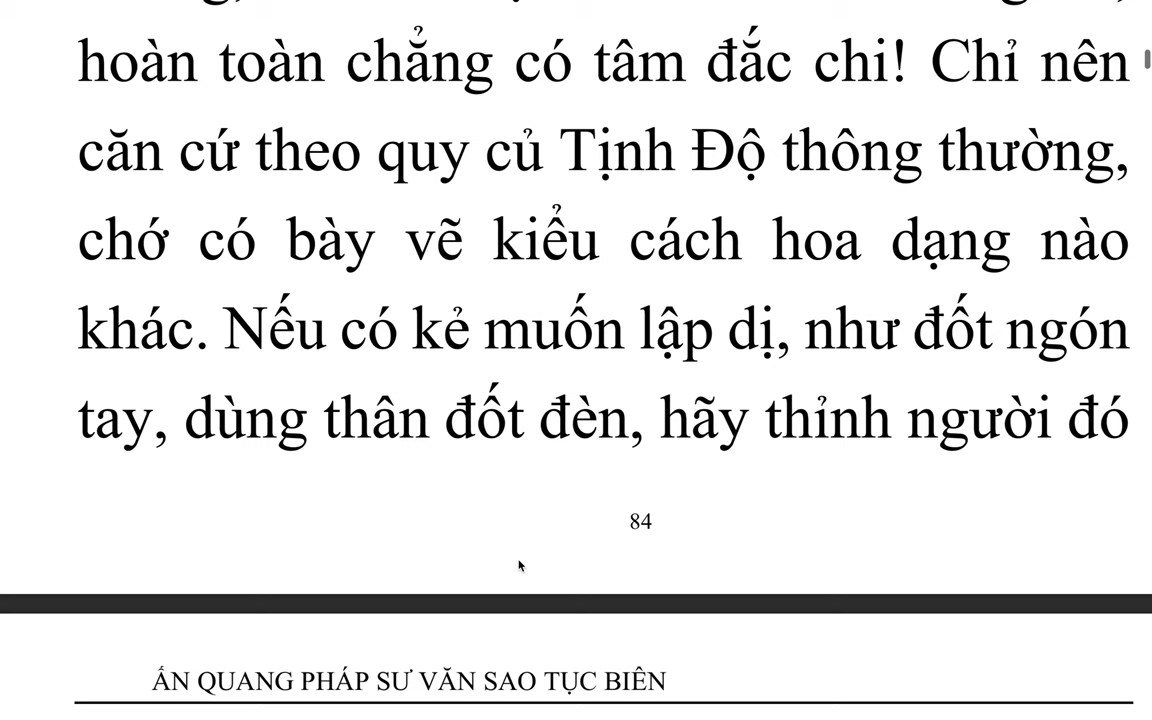 hoàn toàn chẳng có tâm đắc chi! Chỉ nên
căn cứ theo quy củ Tịnh Độ thông thường,
chớ có bày vẽ kiểu cách hoa dạng nào
khác. Nếu có kẻ muốn lập dị, như đốt ngón
tay, dùng thân đốt đèn, hãy thỉnh người đó
84
ẤN QUANG PHÁP SƯ VĂN SAO TỤC BIÊN